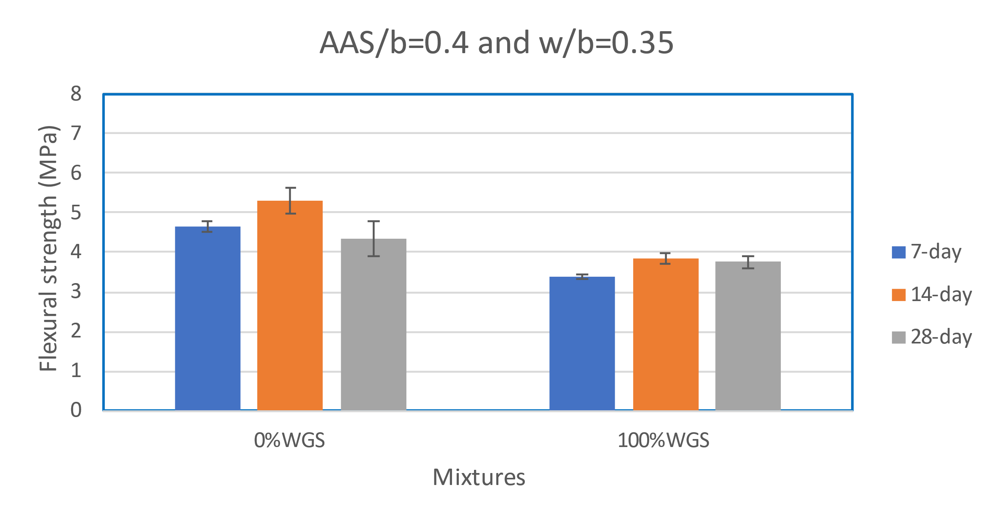 AAS/b=0.4 and w/b=0.35
8
7
6
5
4
3
2
1
0
Flexural strength (MPa)
0%WGS
100%WGS
Mixtures
7-day
14-day
28-day